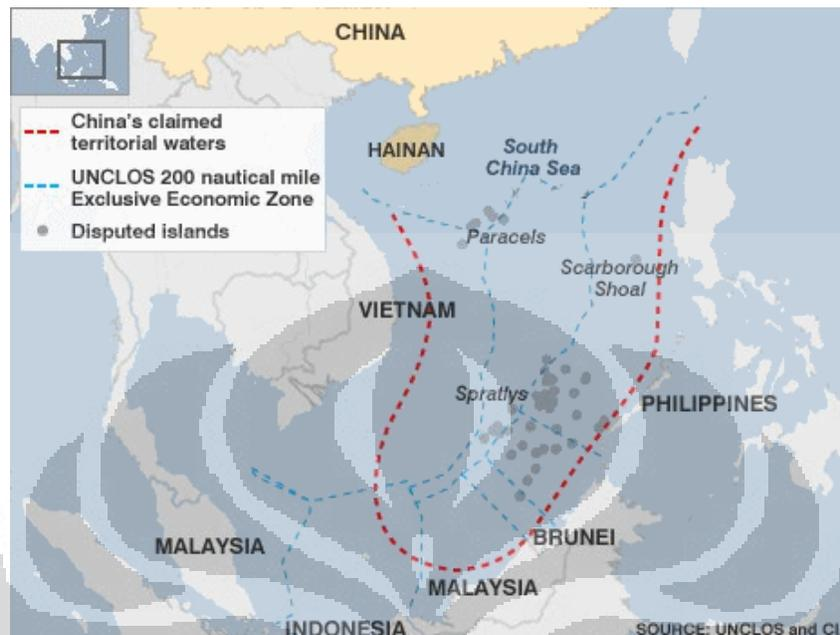 CHINA
China's claimed
territorial waters
UNCLOS 200 nautical mile
Exclusive Economic Zone
Disputed islands
HAINAN
South
China Sea
Paracels
Scarborough
Shoal
VIETNAM
Spratlys
PHILIPPINES
BRUNEI
MALAYSIA
MALAYSIA
INDONESIA
SOURCE: UNCLOS and CI